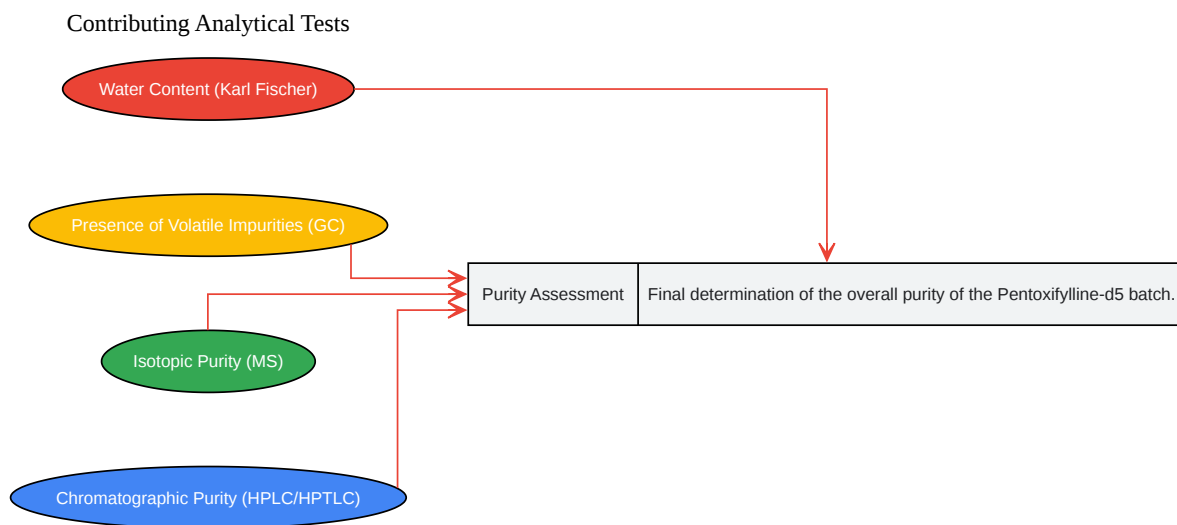 Contributing Analytical Tests
Water Content (Karl Fischer)
Presence of Volatile Impurities (GC)
Purity Assessment
Final determination of the overall purity of the Pentoxifylline-d5 batch.
Isotopic Purity (MS)
Chromatographic Purity (HPLC/HPTLC)